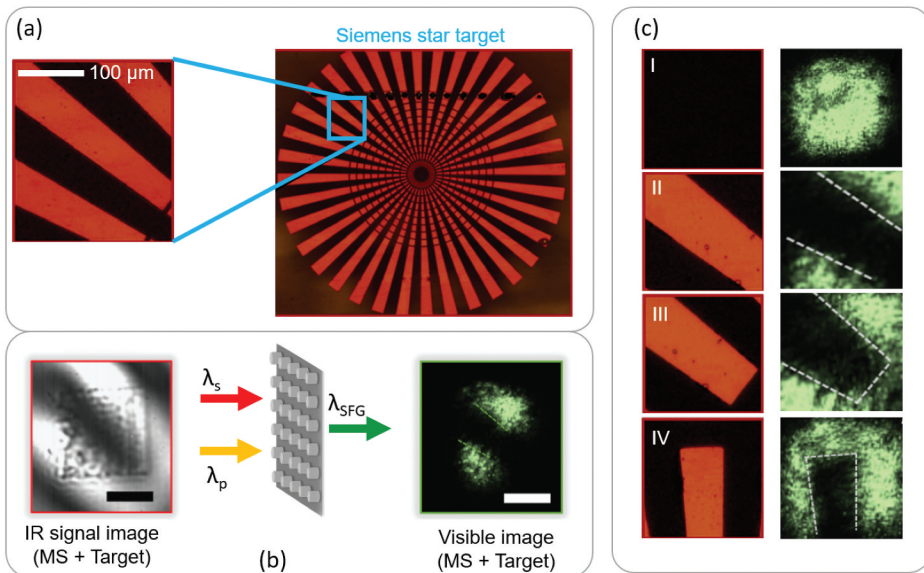 (a)
Siemens star target
100 μm
(c)
I
II
III
IV
λs
λp
λSFG
IR signal image
(MS + Target)
(b)
Visible image
(MS + Target)